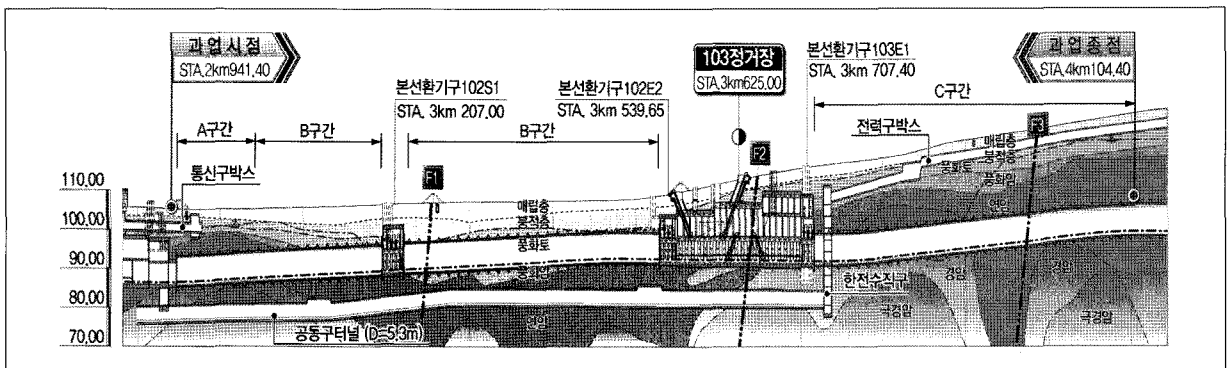 과업시점
STA.2km941.40
103정거장
STA.3km625.00
본선환기구103E1
STA. 3km 707.40
과업종점
STA.4km104.40
본선환기구102S1
STA. 3km 207.00
본선환기구102E2
STA. 3km 539.65
C구간
A구간
B구간
B구간
전력구박스
통신구박스
F1
F2
F3
매립층
붕적층
풍화토
풍화암
연암
매립층
붕적층
풍화토
풍화암
연암
110.00
100.00
90.00
80.00
70.00
한전수직구
경암
경암
경암
극경암
극경암
공동구터널 (D=5.3m)